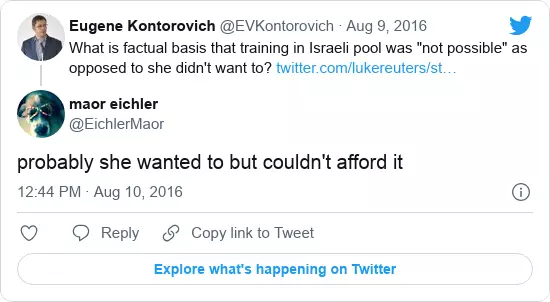 Eugene Kontorovich @EVKontorovich · Aug 9, 2016
What is factual basis that training in Israeli pool was "not possible" as
opposed to she didn't want to? twitter.com/lukereuters/st…
maor eichler
@EichlerMaor
probably she wanted to but couldn't afford it
12:44 PM · Aug 10, 2016
Reply Copy link to Tweet
Explore what's happening on Twitter